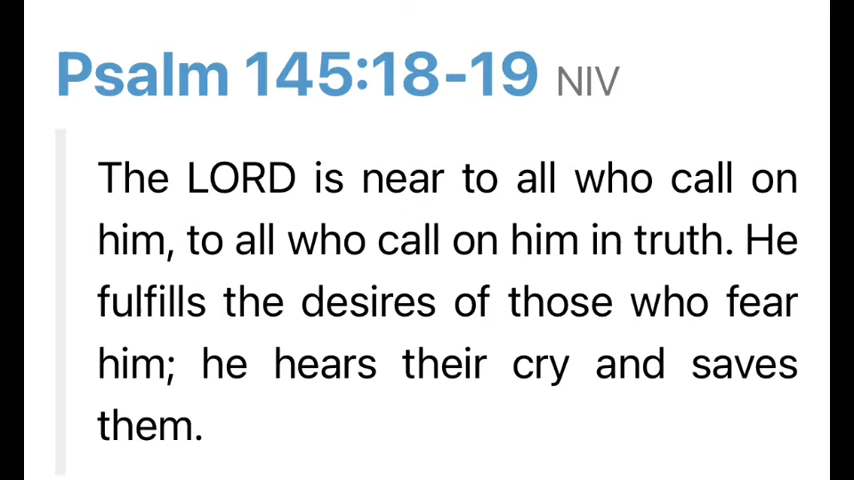 Psalm 145:18-19 NIV
The LORD is near to all who call on
him, to all who call on him in truth. He
fulfills the desires of those who fear
him; he hears their cry and saves
them.